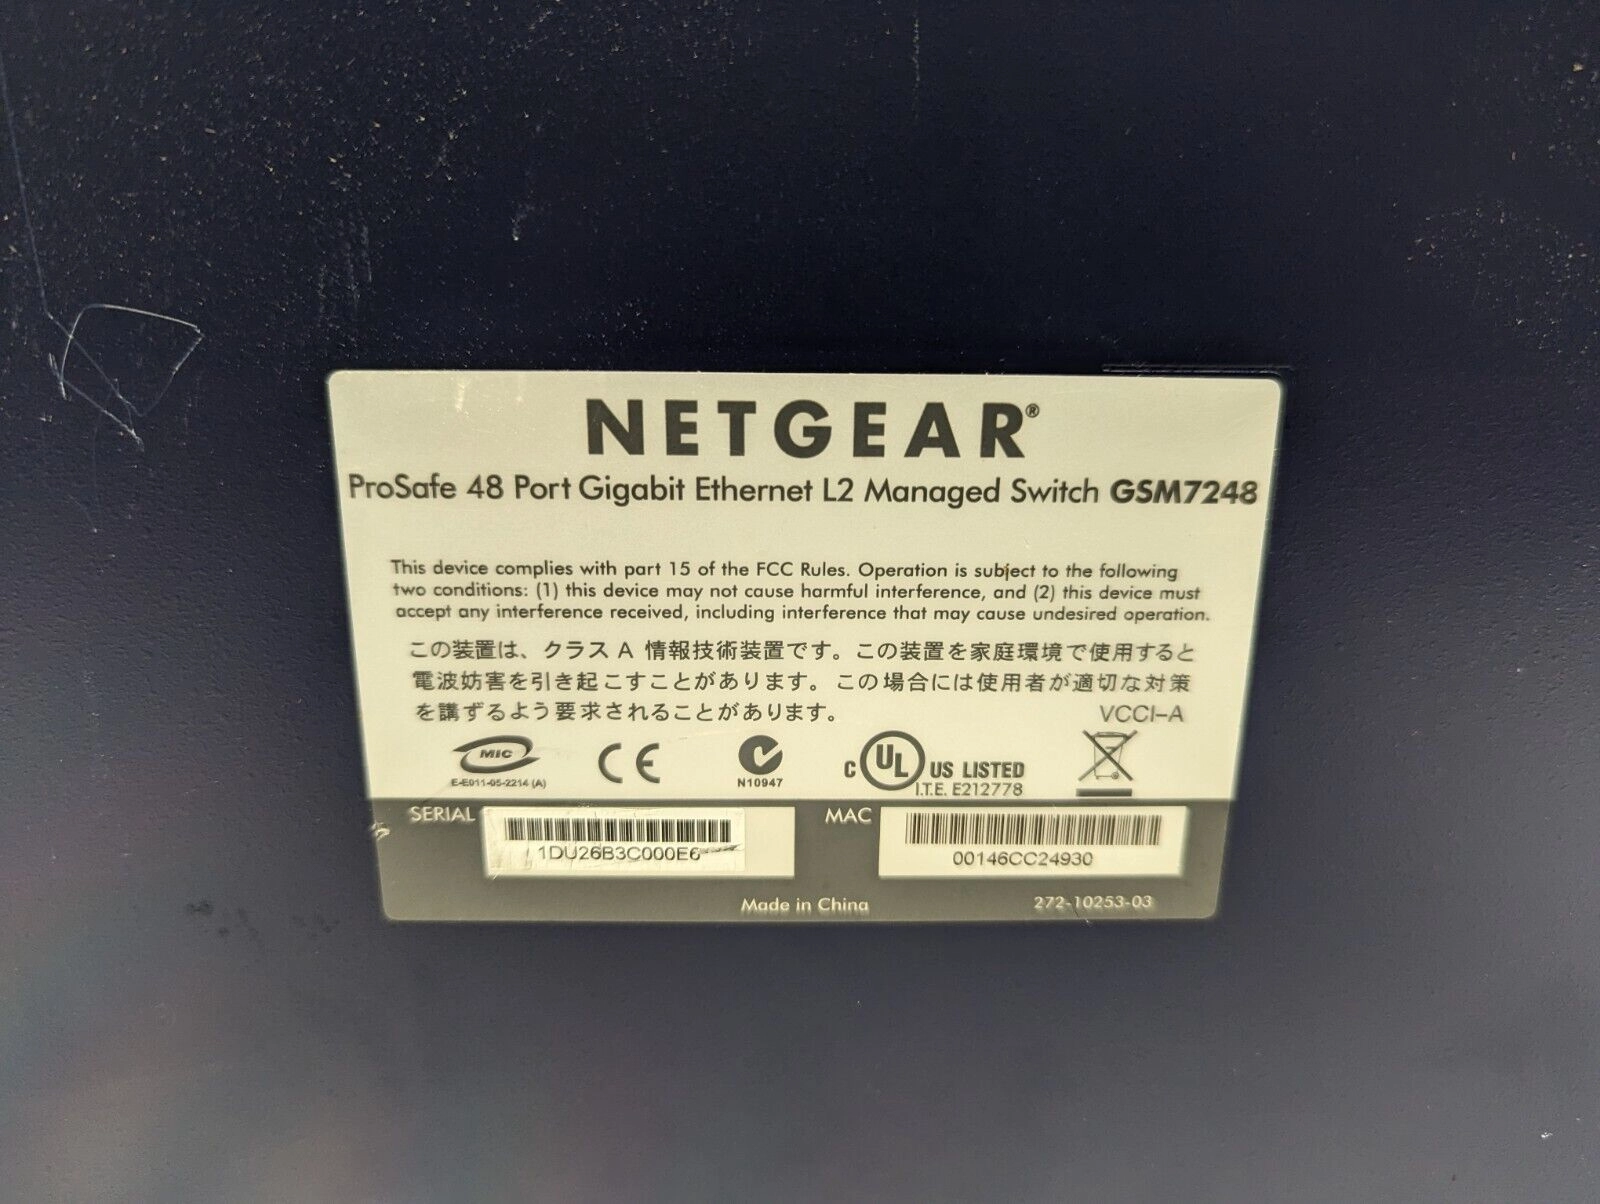 NETGEAR®
ProSafe 48 Port Gigabit Ethernet L2 Managed Switch GSM7248
This device complies with part 15 of the FCC Rules. Operation is subject to the following
two conditions: (1) this device may not cause harmful interference, and (2) this device must
accept any interference received, including interference that may cause undesired operation.
この装置は、クラス A 情報技術装置です。この装置を家庭環境で使用すると
電波妨害を引き起こすことがあります。この場合には使用者が適切な対策
を講ずるよう要求されることがあります。 VCCI-A
MIC
E-E011-05-2214 (A)
CE
N10947
C UL US LISTED
I.T.E. E212778
SERIAL
1DU26B3C000E6
MAC
00146CC24930
Made in China
272-10253-03